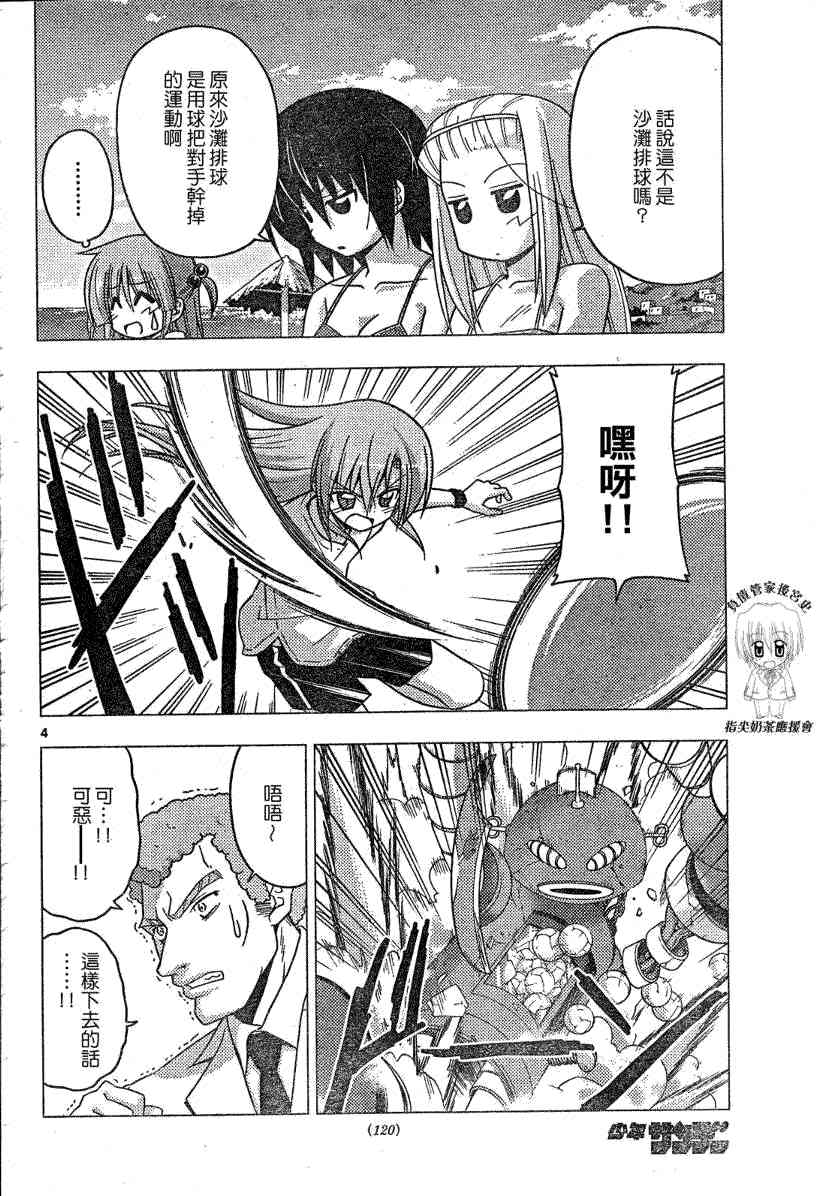 話說這不是
沙灘排球嗎？
原來沙灘排球
是用球把對手幹掉
的運動啊
………
嘿呀!!
負債管家後宮史
指尖奶茶應援會
4
唔唔～
可…!!
可惡——!!
這樣下去的話
……!!
(120)
少年サンデー